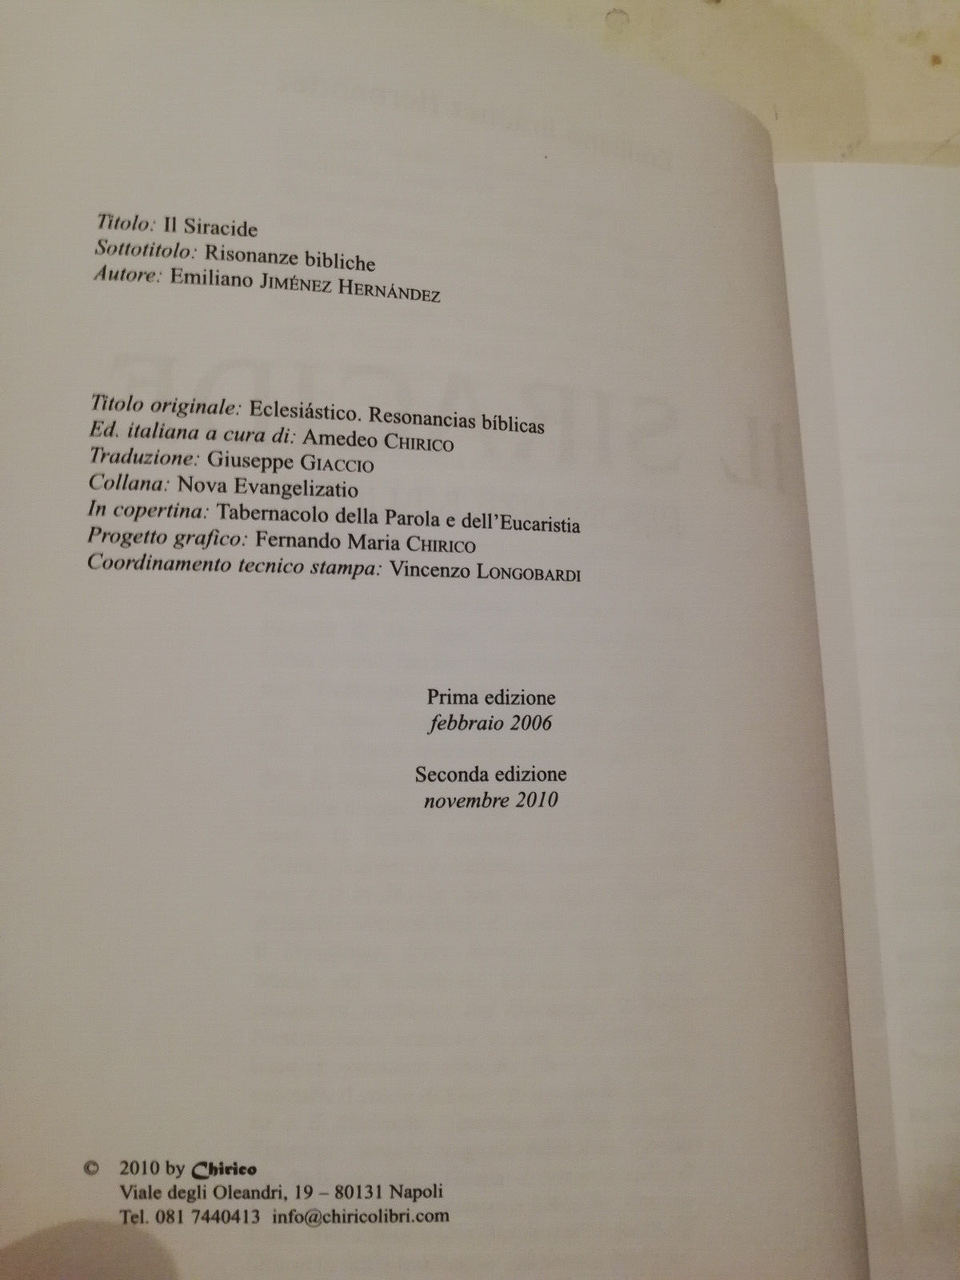 Titolo: Il Siracide
Sottotitolo: Risonanze bibliche
Autore: Emiliano JIMÉNEZ HERNÁNDEZ
Titolo originale: Eclesiástico. Resonancias bíblicas
Ed. italiana a cura di: Amedeo CHIRICO
Traduzione: Giuseppe GIACCIO
Collana: Nova Evangelizatio
In copertina: Tabernacolo della Parola e dell'Eucaristia
Progetto grafico: Fernando Maria CHIRICO
Coordinamento tecnico stampa: Vincenzo LONGOBARDI
Prima edizione
febbraio 2006
Seconda edizione
novembre 2010
© 2010 by Chirico
Viale degli Oleandri, 19 – 80131 Napoli
Tel. 081 7440413 info@chiricolibri.com